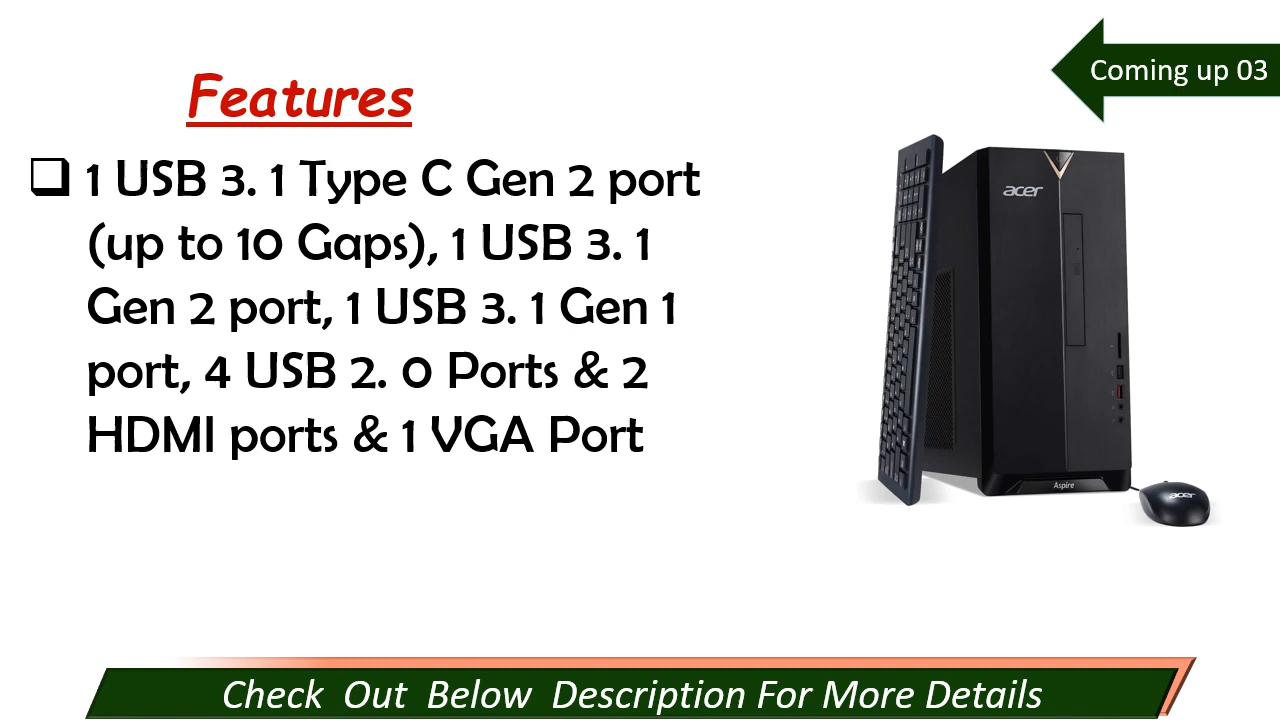 Coming up 03
Features
1 USB 3. 1 Type C Gen 2 port
(up to 10 Gaps), 1 USB 3. 1
Gen 2 port, 1 USB 3. 1 Gen 1
port, 4 USB 2. 0 Ports & 2
HDMI ports & 1 VGA Port
acer
Aspire
acer
Check Out Below Description For More Details